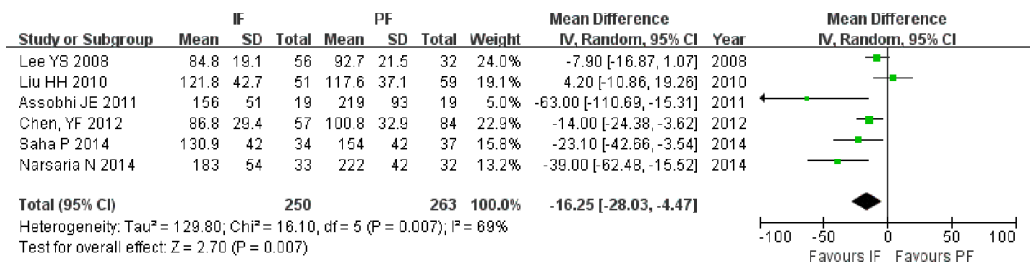 IF PF Mean Difference Mean Difference
Study or Subgroup Mean SD Total Mean SD Total Weight IV, Random, 95% CI Year IV, Random, 95% CI
Lee YS 2008 84.8 19.1 56 92.7 21.5 32 24.0% -7.90 [-16.87, 1.07] 2008
Liu HH 2010 121.8 42.7 51 117.6 37.1 59 19.1% 4.20 [-10.86, 19.26] 2010
Assobhi JE 2011 156 51 19 219 93 19 5.0% -63.00 [-110.69, -15.31] 2011
Chen, YF 2012 86.8 29.4 57 100.8 32.9 84 22.9% -14.00 [-24.38, -3.62] 2012
Saha P 2014 130.9 42 34 154 42 37 15.8% -23.10 [-42.66, -3.54] 2014
Narsaria N 2014 183 54 33 222 42 32 13.2% -39.00 [-62.48, -15.52] 2014
Total (95% CI) 250 263 100.0% -16.25 [-28.03, -4.47]
Heterogeneity: Tau² = 129.80; Chi² = 16.10, df = 5 (P = 0.007); I² = 69%
Test for overall effect: Z = 2.70 (P = 0.007)
-100 -50 0 50 100
Favours IF Favours PF